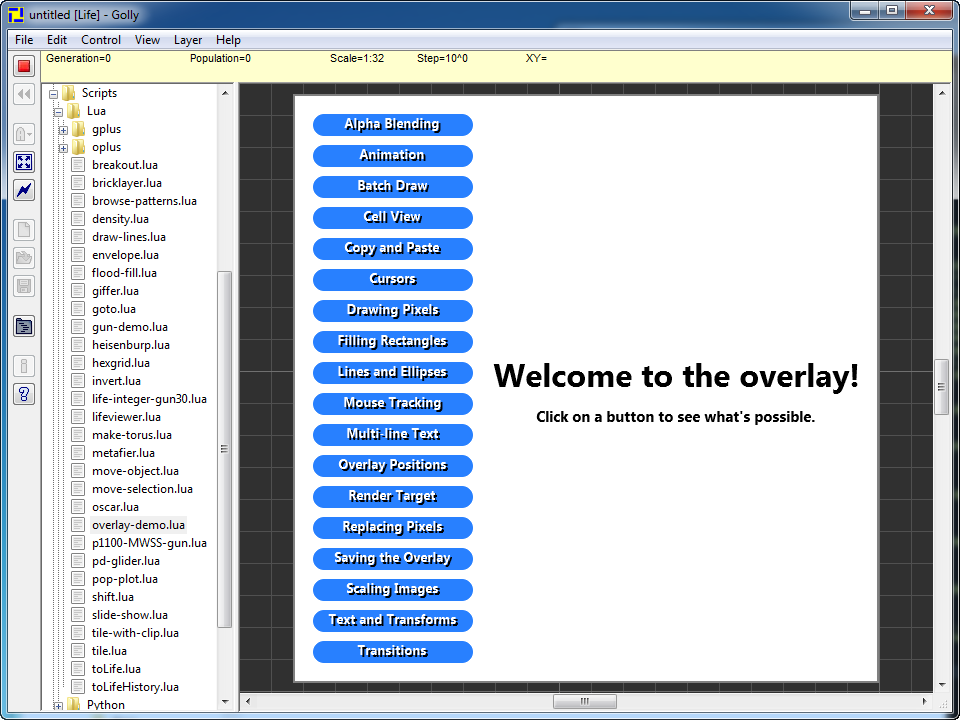 untitled [Life] - Golly
File Edit Control View Layer Help
Generation=0 Population=0 Scale=1:32 Step=10^0 XY=
Scripts
Lua
gplus
oplus
breakout.lua
bricklayer.lua
browse-patterns.lua
density.lua
draw-lines.lua
envelope.lua
flood-fill.lua
giffer.lua
goto.lua
gun-demo.lua
heisenburp.lua
hexgrid.lua
invert.lua
life-integer-gun30.lua
lifeviewer.lua
make-torus.lua
metafier.lua
move-object.lua
move-selection.lua
oscar.lua
overlay-demo.lua
p1100-MWSS-gun.lua
pd-glider.lua
pop-plot.lua
shift.lua
slide-show.lua
tile-with-clip.lua
tile.lua
toLife.lua
toLifeHistory.lua
Python
Alpha Blending
Animation
Batch Draw
Cell View
Copy and Paste
Cursors
Drawing Pixels
Filling Rectangles
Lines and Ellipses
Mouse Tracking
Multi-line Text
Overlay Positions
Render Target
Replacing Pixels
Saving the Overlay
Scaling Images
Text and Transforms
Transitions
Welcome to the overlay!
Click on a button to see what's possible.